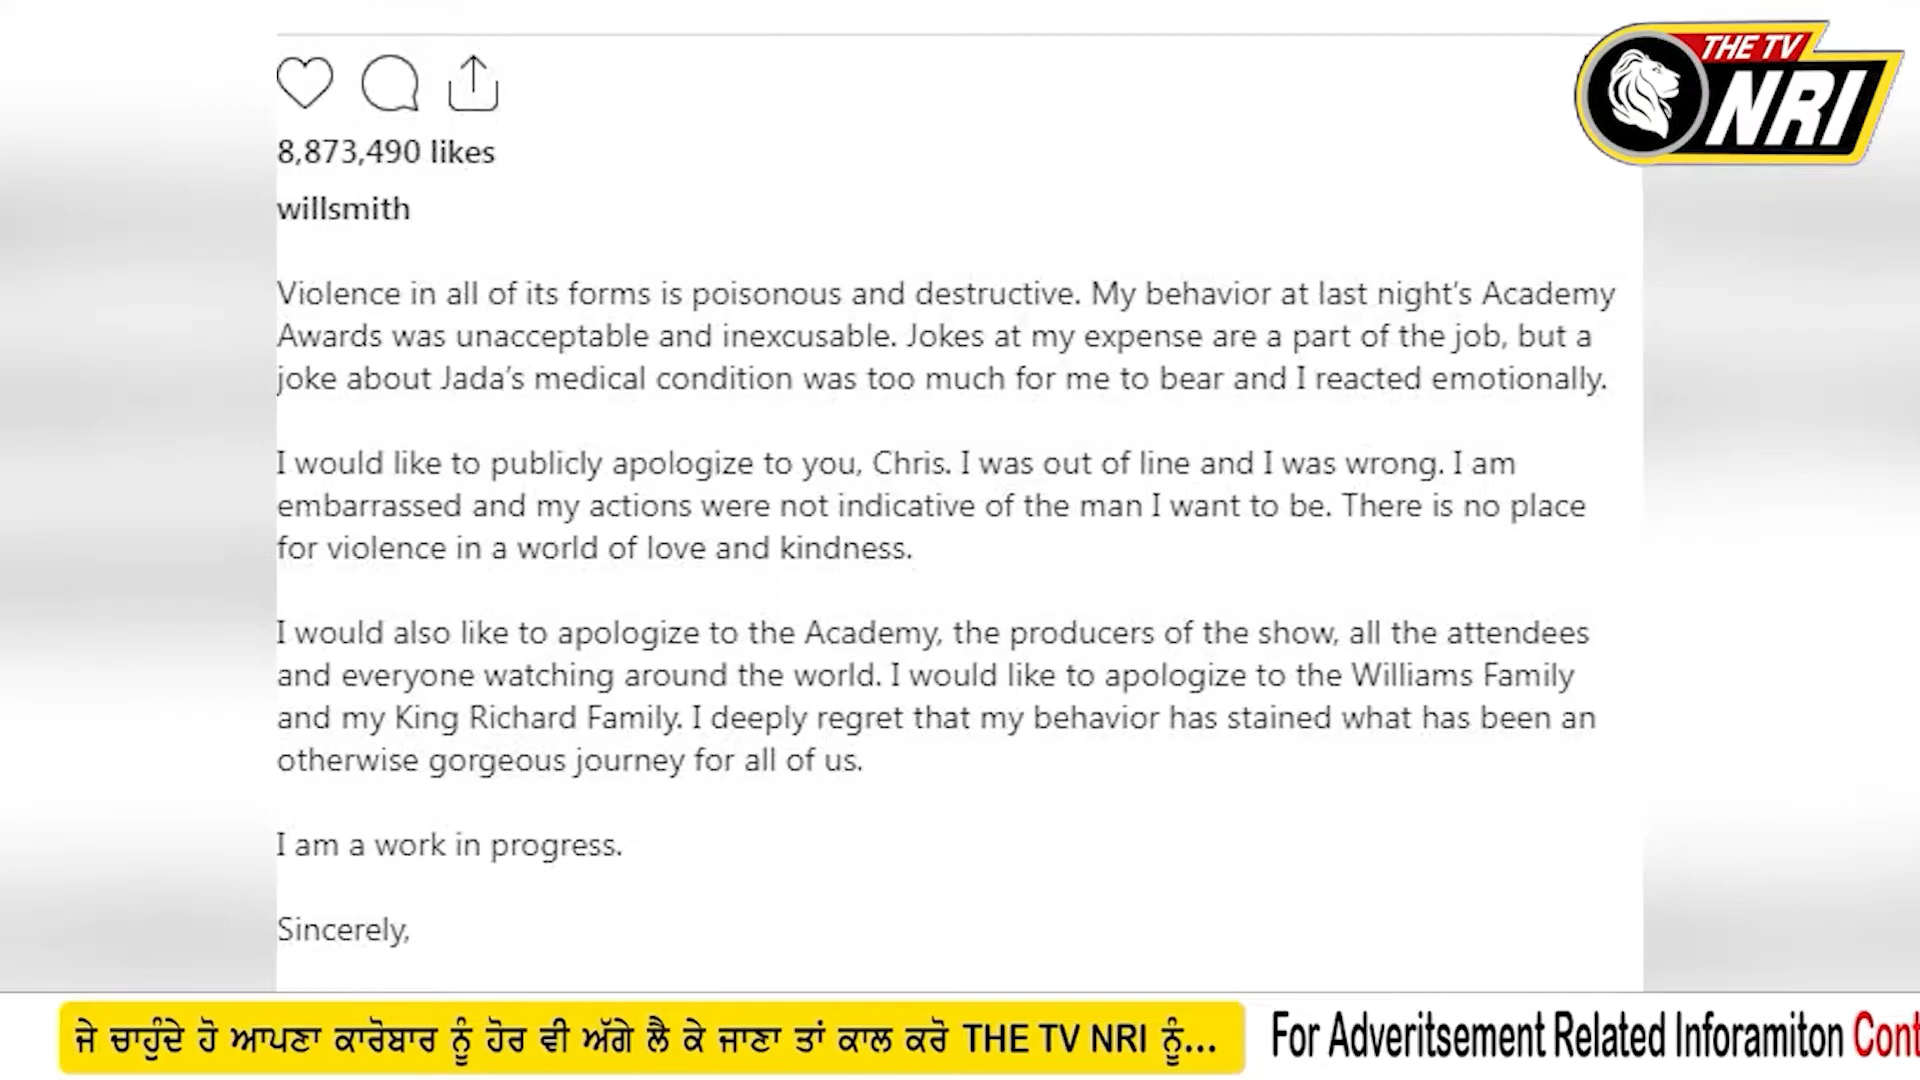 THE TV
NRI
8,873,490 likes
willsmith
Violence in all of its forms is poisonous and destructive. My behavior at last night's Academy
Awards was unacceptable and inexcusable. Jokes at my expense are a part of the job, but a
joke about Jada's medical condition was too much for me to bear and I reacted emotionally.
I would like to publicly apologize to you, Chris. I was out of line and I was wrong. I am
embarrassed and my actions were not indicative of the man I want to be. There is no place
for violence in a world of love and kindness.
I would also like to apologize to the Academy, the producers of the show, all the attendees
and everyone watching around the world. I would like to apologize to the Williams Family
and my King Richard Family. I deeply regret that my behavior has stained what has been an
otherwise gorgeous journey for all of us.
I am a work in progress.
Sincerely,
ਜੇ ਚਾਹੁੰਦੇ ਹੋ ਆਪਣਾ ਕਾਰੋਬਾਰ ਨੂੰ ਹੋਰ ਵੀ ਅੱਗੇ ਲੈ ਕੇ ਜਾਣਾ ਤਾਂ ਕਾਲ ਕਰੋ THE TV NRI ਨੂੰ...
For Adveritsement Related Inforamiton Cont